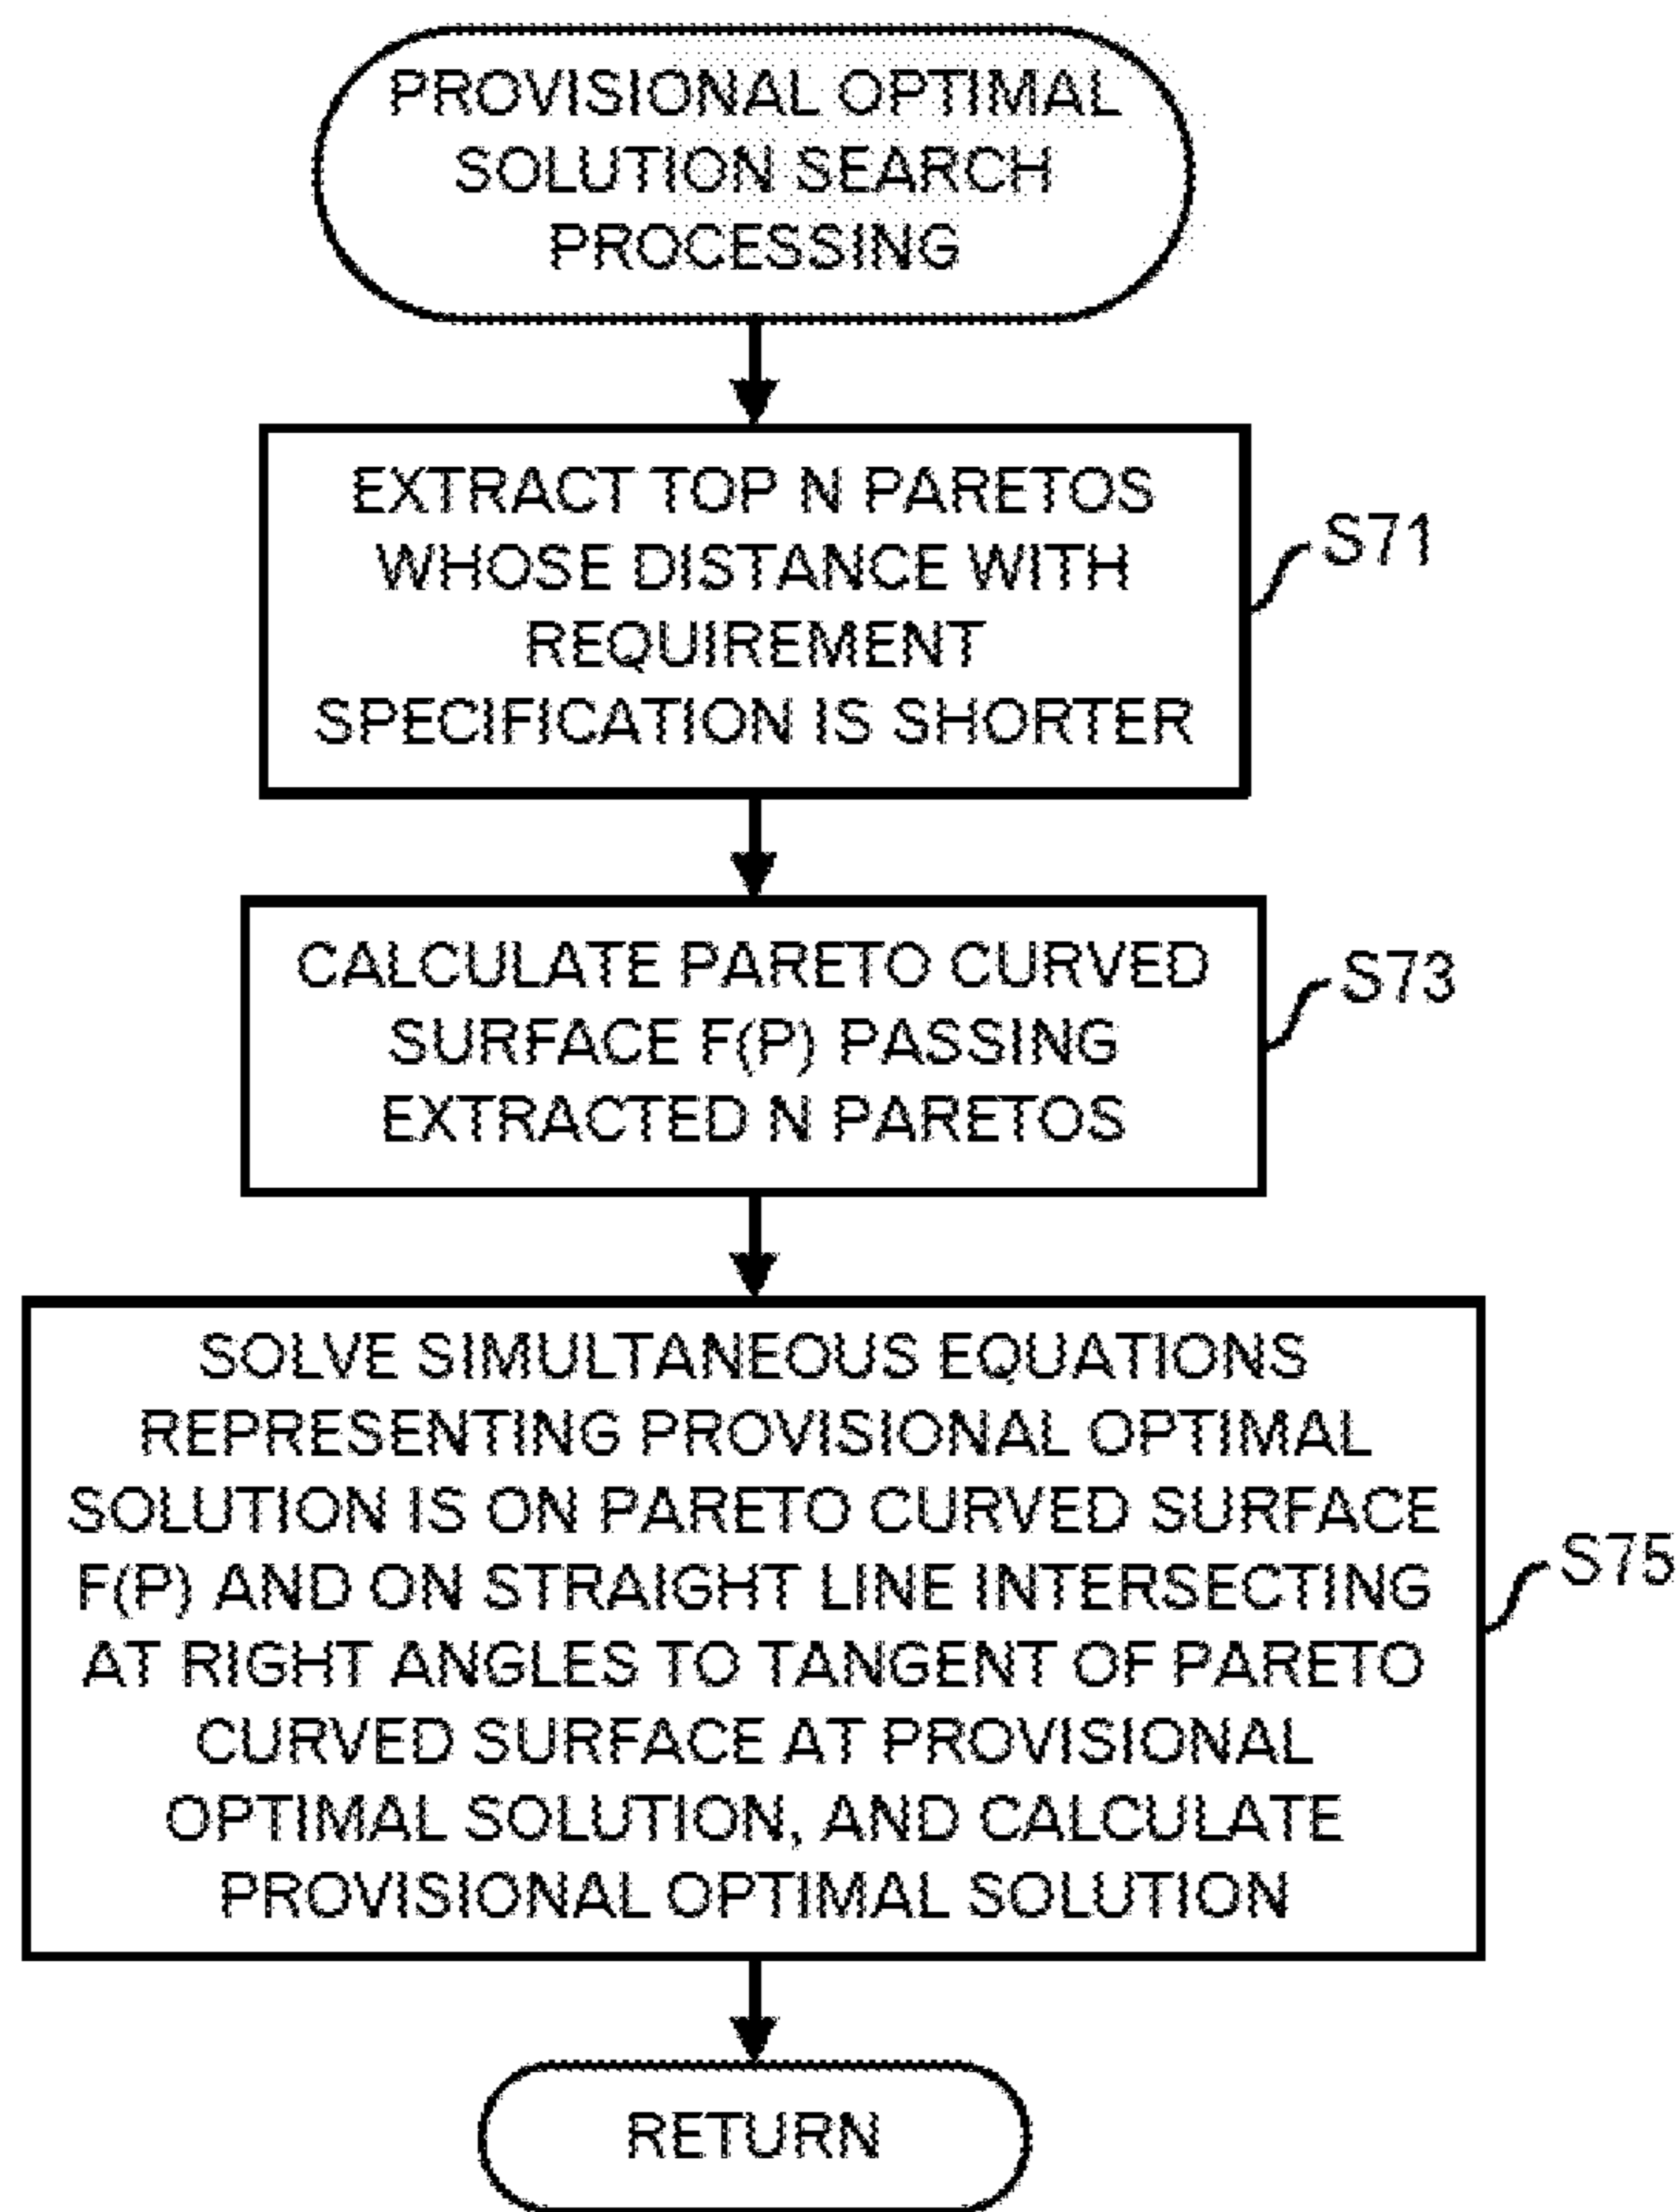 PROVISIONAL OPTIMAL
SOLUTION SEARCH
PROCESSING
EXTRACT TOP N PARETOS
WHOSE DISTANCE WITH
REQUIREMENT
SPECIFICATION IS SHORTER
S71
CALCULATE PARETO CURVED
SURFACE F(P) PASSING
EXTRACTED N PARETOS
S73
SOLVE SIMULTANEOUS EQUATIONS
REPRESENTING PROVISIONAL OPTIMAL
SOLUTION IS ON PARETO CURVED SURFACE
F(P) AND ON STRAIGHT LINE INTERSECTING
AT RIGHT ANGLES TO TANGENT OF PARETO
CURVED SURFACE AT PROVISIONAL
OPTIMAL SOLUTION, AND CALCULATE
PROVISIONAL OPTIMAL SOLUTION
S75
RETURN